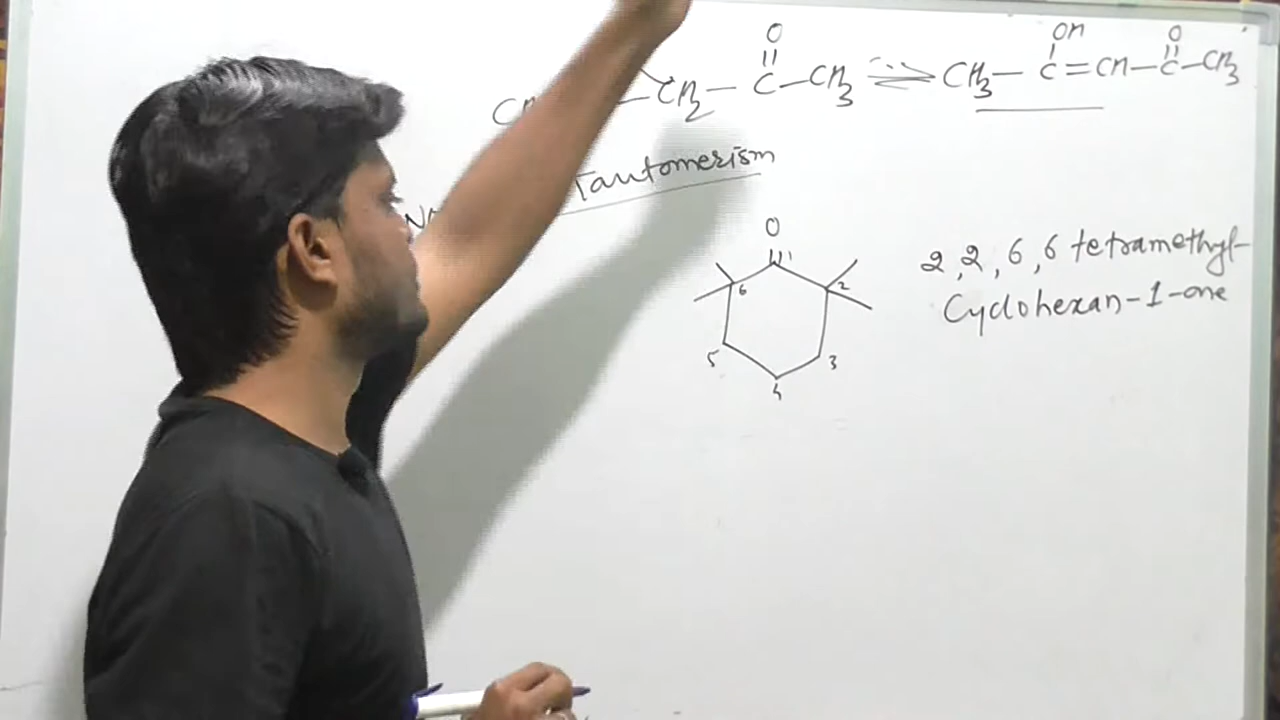 O OH O
CH₂ — C — CH₃ ⇌ CH₃ — C = CH — C — CH₃
Tautomerism
O
1
6 2
5 3
4
2,2,6,6 tetramethyl-
Cyclohexan-1-one